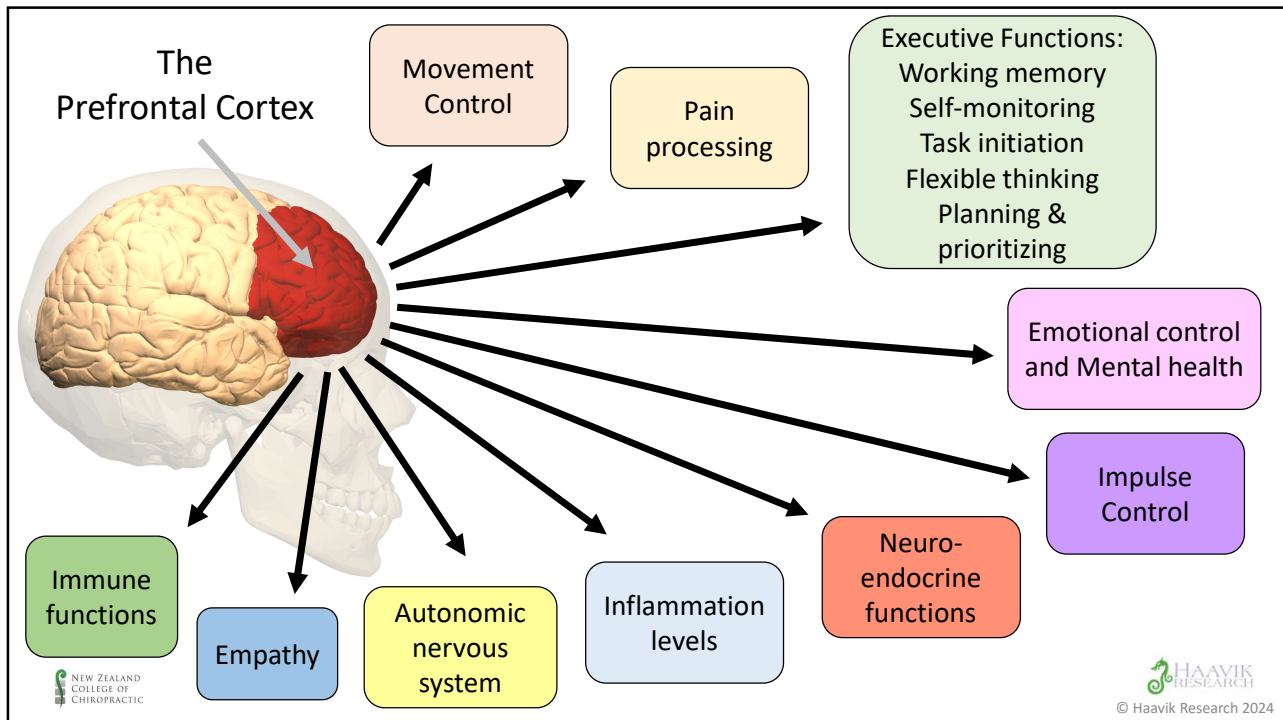 The
Prefrontal Cortex
Movement
Control
Pain
processing
Executive Functions:
Working memory
Self-monitoring
Task initiation
Flexible thinking
Planning &
prioritizing
Emotional control
and Mental health
Impulse
Control
Neuro-
endocrine
functions
Inflammation
levels
Autonomic
nervous
system
Empathy
Immune
functions
NEW ZEALAND
COLLEGE OF
CHIROPRACTIC
HAAVIK
RESEARCH
© Haavik Research 2024